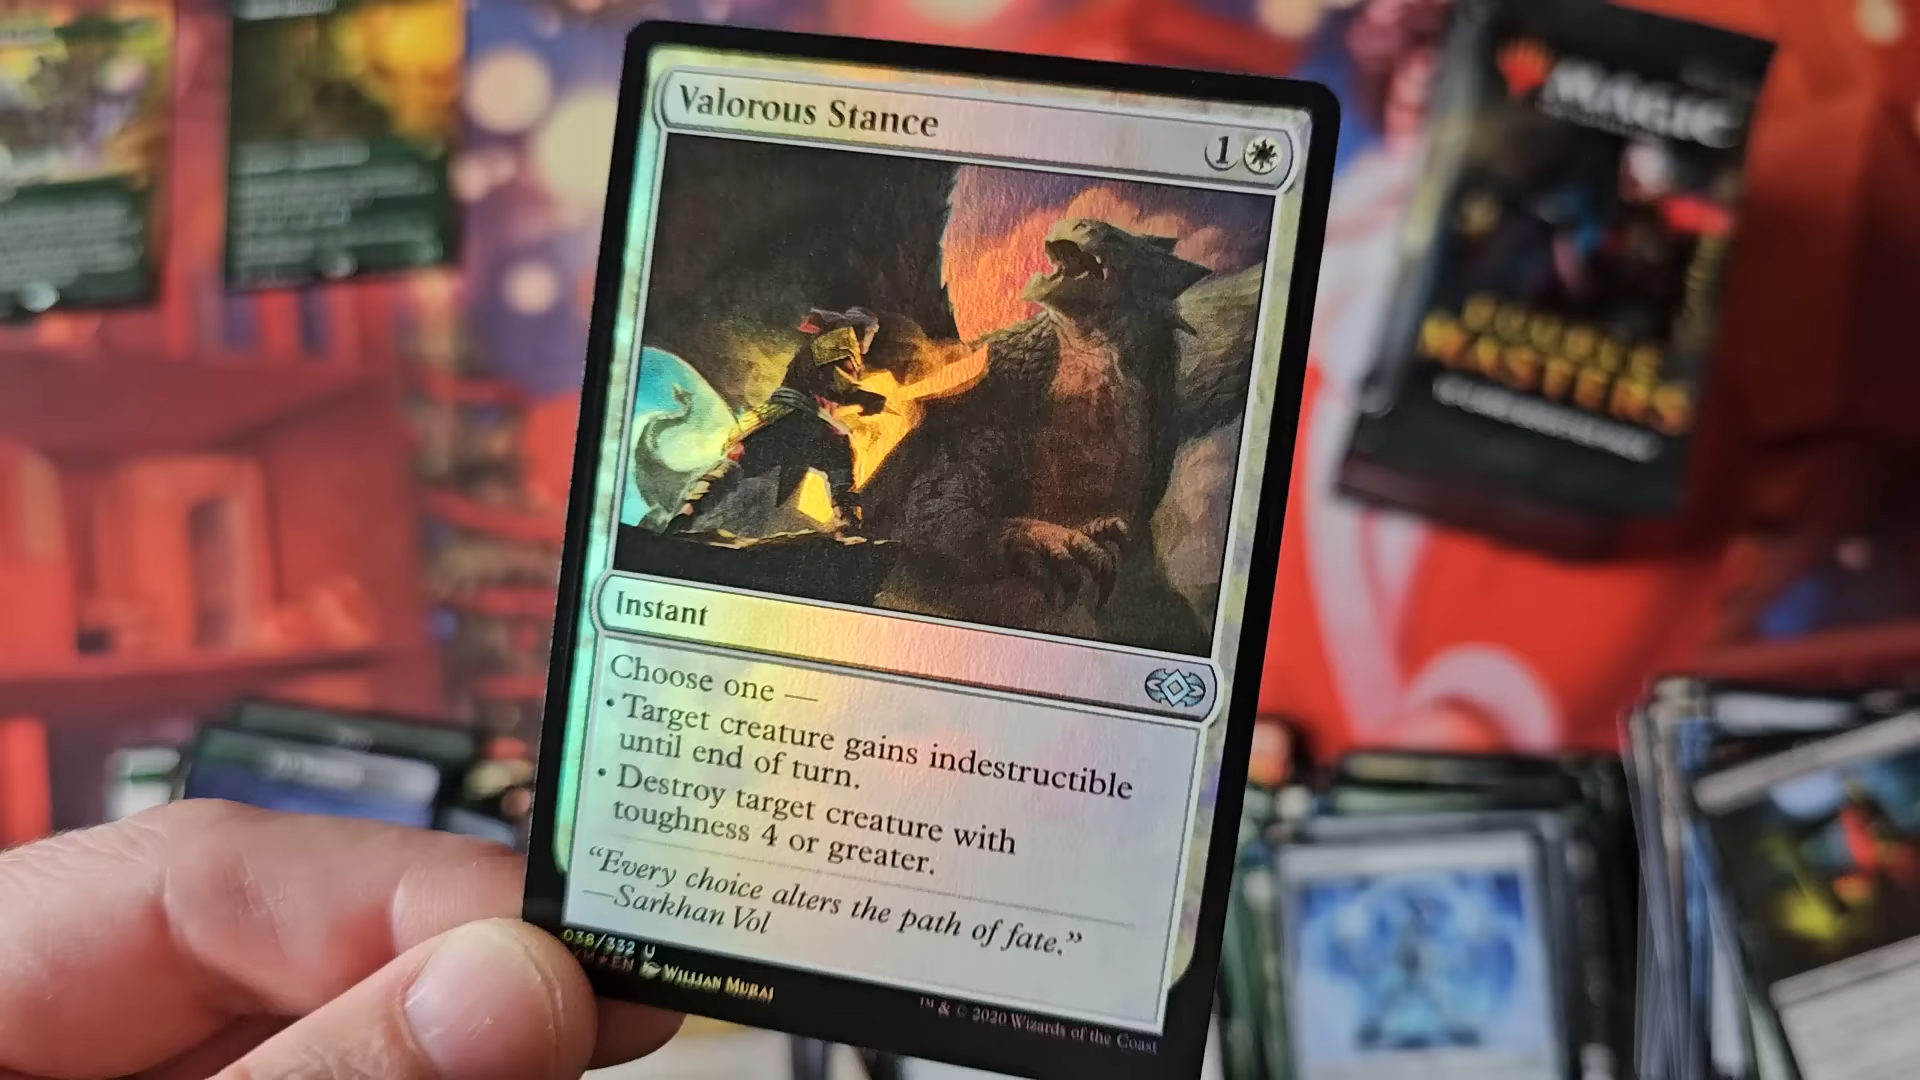 Valorous Stance
1
Instant
Choose one —
• Target creature gains indestructible
until end of turn.
• Destroy target creature with
toughness 4 or greater.
“Every choice alters the path of fate.”
—Sarkhan Vol
038/332 U
EN WILLIAN MURAI
™ & © 2020 Wizards of the Coast
MAGIC
DOUBLE
MASTERS